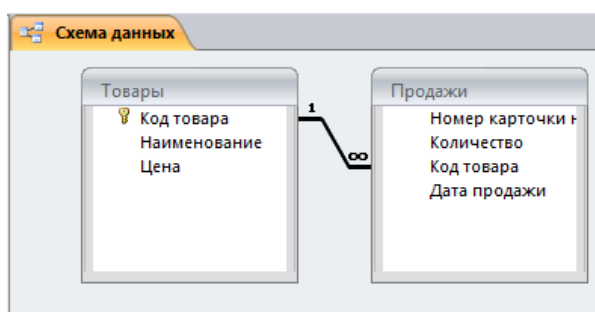 Схема данных
Товары
Код товара
Наименование
Цена
1
∞
Продажи
Номер карточки
Количество
Код товара
Дата продажи